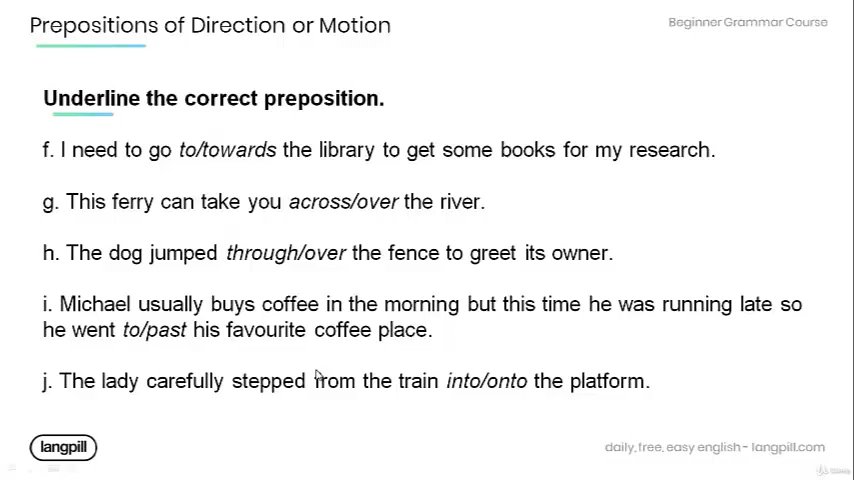 Prepositions of Direction or Motion
Beginner Grammar Course
Underline the correct preposition.
f. I need to go to/towards the library to get some books for my research.
g. This ferry can take you across/over the river.
h. The dog jumped through/over the fence to greet its owner.
i. Michael usually buys coffee in the morning but this time he was running late so
he went to/past his favourite coffee place.
j. The lady carefully stepped from the train into/onto the platform.
langpill
daily, free, easy english - langpill.com